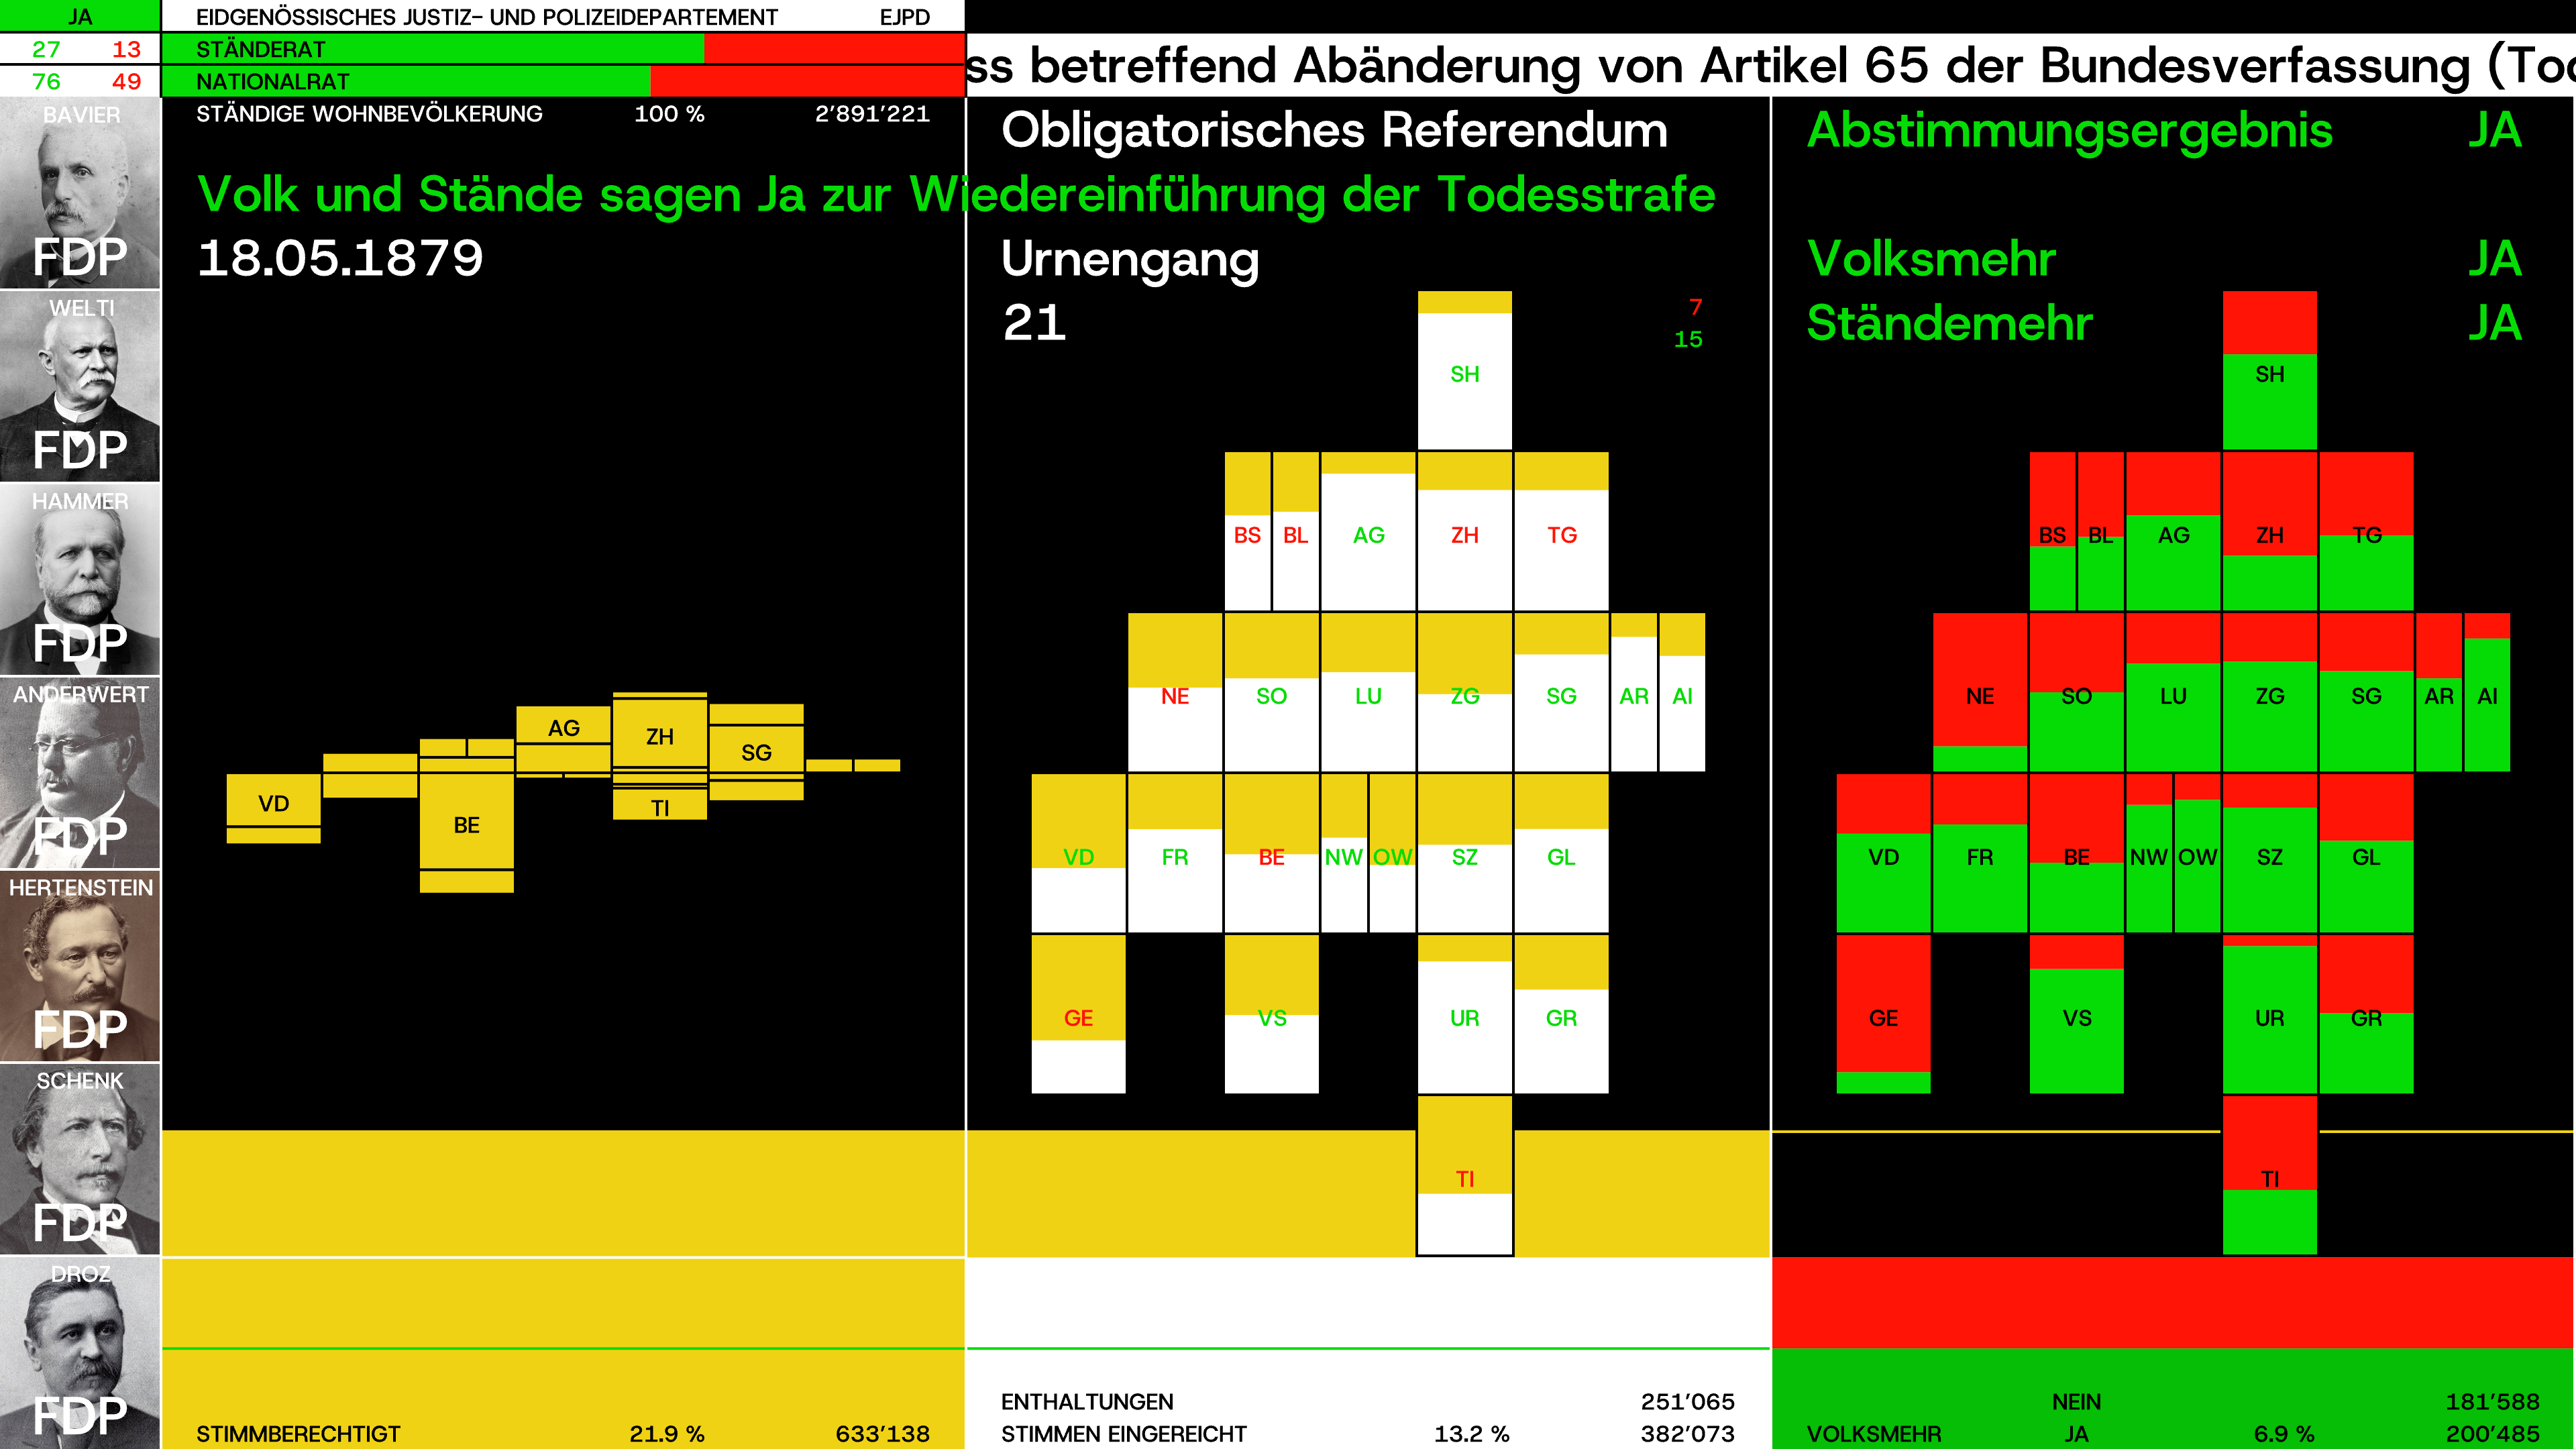 JA
EIDGENÖSSISCHES JUSTIZ– UND POLIZEIDEPARTEMENT EJPD
27 13 STÄNDERAT
76 49 NATIONALRAT
ss betreffend Abänderung von Artikel 65 der Bundesverfassung (Tod
STÄNDIGE WOHNBEVÖLKERUNG 100 % 2’891’221
Obligatorisches Referendum
Abstimmungsergebnis JA
Volk und Stände sagen Ja zur Wiedereinführung der Todesstrafe
18.05.1879
Urnengang
21
7
15
Volksmehr JA
Ständemehr JA
BAVIER
FDP
WELTI
FDP
HAMMER
FDP
ANDERWERT
FDP
HERTENSTEIN
FDP
SCHENK
FDP
DROZ
FDP
AG ZH SG
VD BE TI
SH
BS BL AG ZH TG
NE SO LU ZG SG AR AI
VD FR BE NW OW SZ GL
GE VS UR GR
TI
SH
BS BL AG ZH TG
NE SO LU ZG SG AR AI
VD FR BE NW OW SZ GL
GE VS UR GR
TI
STIMMBERECHTIGT 21.9 % 633’138
ENTHALTUNGEN 251’065
STIMMEN EINGEREICHT 13.2 % 382’073
NEIN 181’588
VOLKSMEHR JA 6.9 % 200’485